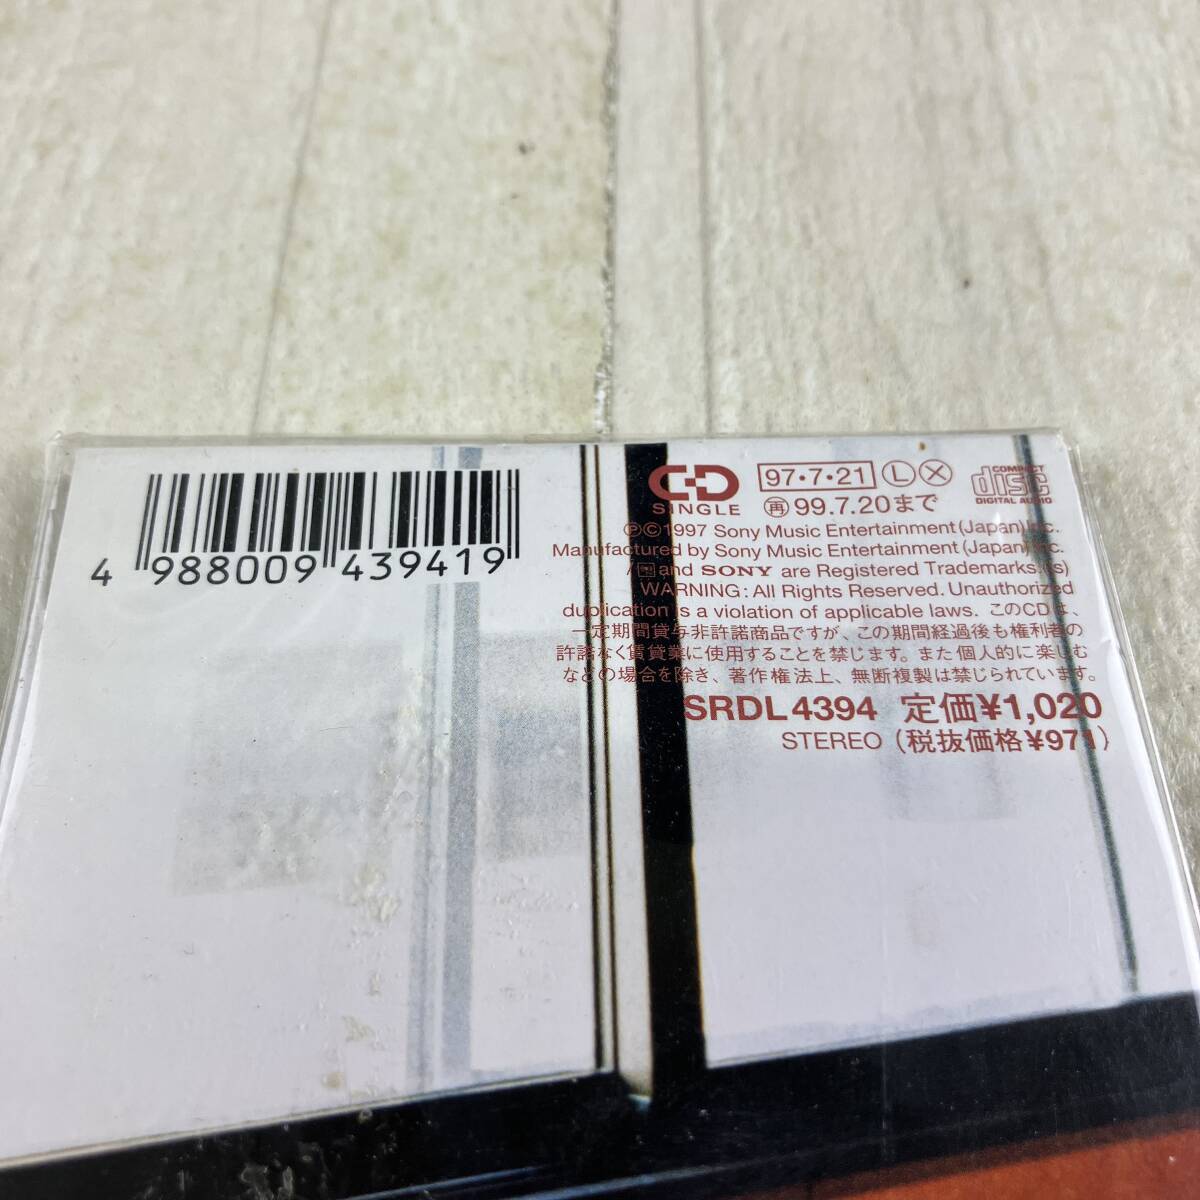 4 988009 439419
CD 97・7・21 Ⓛ Ⓧ COMPACT disc
SINGLE 再 99.7.20まで DIGITAL AUDIO
Ⓟ©1997 Sony Music Entertainment (Japan) Inc.
Manufactured by Sony Music Entertainment (Japan) Inc.
and SONY are Registered Trademarks. (s)
WARNING: All Rights Reserved. Unauthorized
duplication is a violation of applicable laws. このCDは、
一定期間貸与非許諾商品ですが、この期間経過後も権利者の
許諾なく賃貸業に使用することを禁じます。また個人的に楽しむ
などの場合を除き、著作権法上、無断複製は禁じられています。
SRDL 4394 定価¥1,020
STEREO (税抜価格¥971)